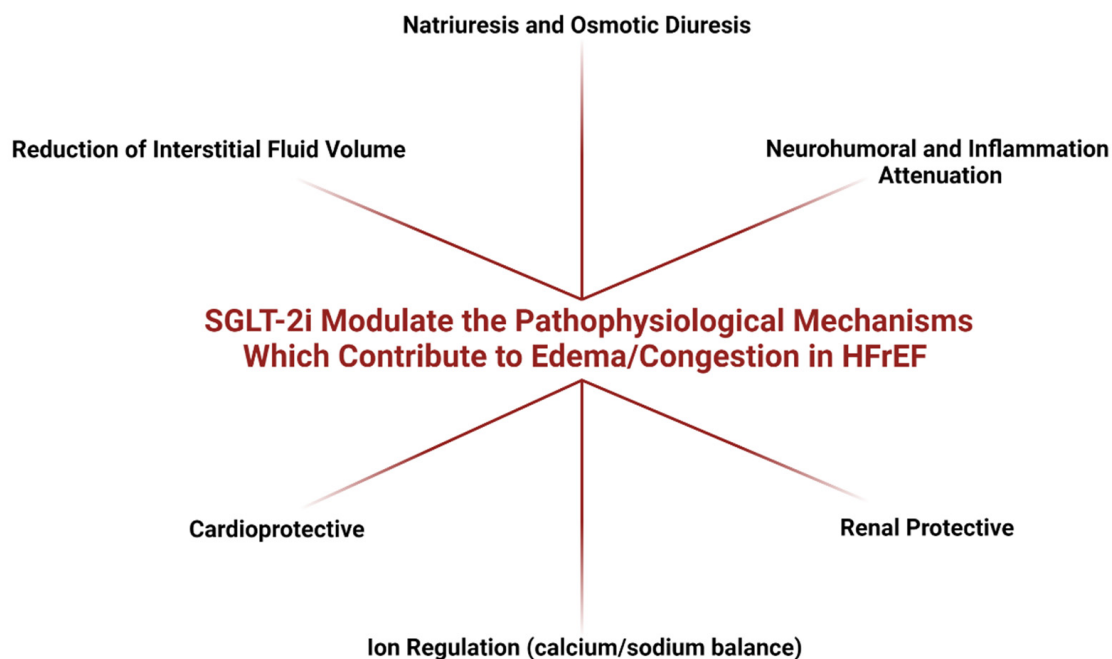 Natriuresis and Osmotic Diuresis
Reduction of Interstitial Fluid Volume
Neurohumoral and Inflammation
Attenuation
SGLT-2i Modulate the Pathophysiological Mechanisms
Which Contribute to Edema/Congestion in HFrEF
Cardioprotective
Renal Protective
Ion Regulation (calcium/sodium balance)